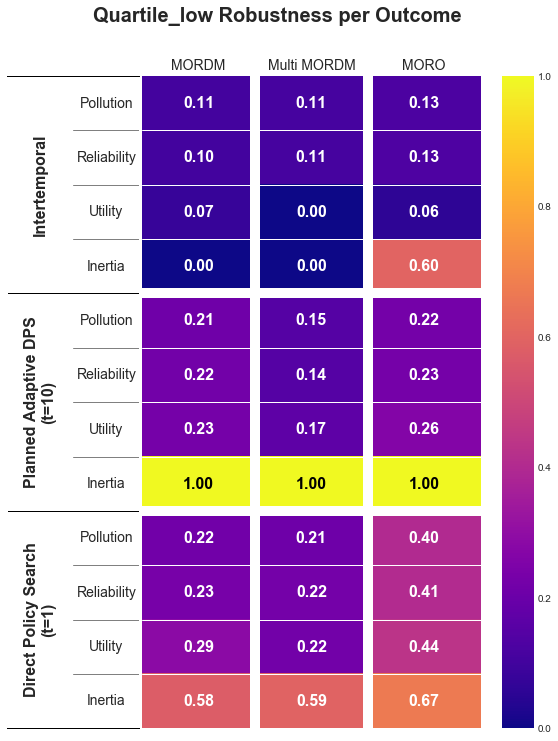 Quartile_low Robustness per Outcome
MORDM Multi MORDM MORO
Intertemporal
Pollution 0.11 0.11 0.13
Reliability 0.10 0.11 0.13
Utility 0.07 0.00 0.06
Inertia 0.00 0.00 0.60
Planned Adaptive DPS
(t=10)
Pollution 0.21 0.15 0.22
Reliability 0.22 0.14 0.23
Utility 0.23 0.17 0.26
Inertia 1.00 1.00 1.00
Direct Policy Search
(t=1)
Pollution 0.22 0.21 0.40
Reliability 0.23 0.22 0.41
Utility 0.29 0.22 0.44
Inertia 0.58 0.59 0.67
1.0
0.8
0.6
0.4
0.2
0.0